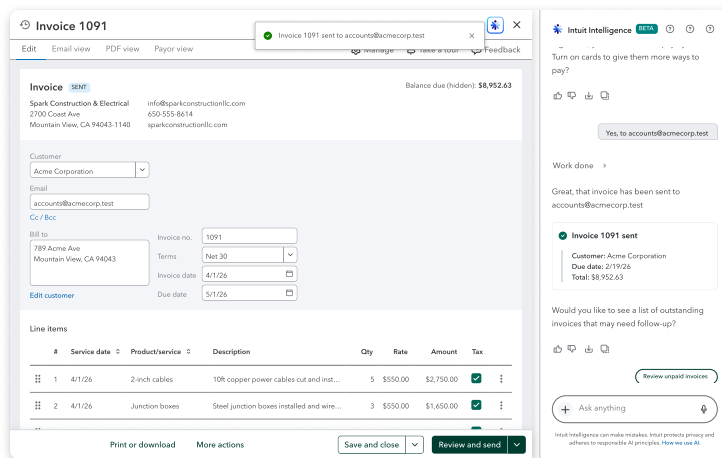 Invoice 1091
Invoice 1091 sent to accounts@acmecorp.test
Edit
Email view
PDF view
Payor view
Manage
Take a tour
Feedback
Invoice SENT
Balance due (hidden): $8,952.63
Spark Construction & Electrical
info@sparkconstructionllc.com
2700 Coast Ave
650-555-8614
Mountain View, CA 94043-1140
sparkconstructionllc.com
Customer
Acme Corporation
Email
accounts@acmecorp.test
Cc / Bcc
Bill to
789 Acme Ave
Mountain View, CA 94043
Edit customer
Invoice no. 1091
Terms Net 30
Invoice date 4/1/26
Due date 5/1/26
Line items
# Service date Product/service Description Qty Rate Amount Tax
1 4/1/26 2-inch cables 10ft copper power cables cut and inst... 5 $550.00 $2,750.00
2 4/1/26 Junction boxes Steel junction boxes installed and wire... 3 $550.00 $1,650.00
Print or download
More actions
Save and close
Review and send
Intuit Intelligence BETA
Turn on cards to give them more ways to
pay?
Yes, to accounts@acmecorp.test
Work done
Great, that invoice has been sent to
accounts@acmecorp.test
Invoice 1091 sent
Customer: Acme Corporation
Due date: 2/19/26
Total: $8,952.63
Would you like to see a list of outstanding
invoices that may need follow-up?
Review unpaid invoices
Ask anything
Intuit Intelligence can make mistakes. Intuit protects privacy and
adheres to responsible AI principles. How we use AI.